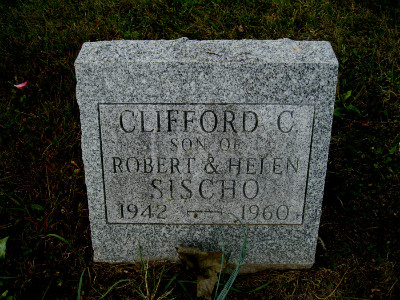 CLIFFORD C.
SON OF
ROBERT & HELEN
SISCHO
1942 — 1960